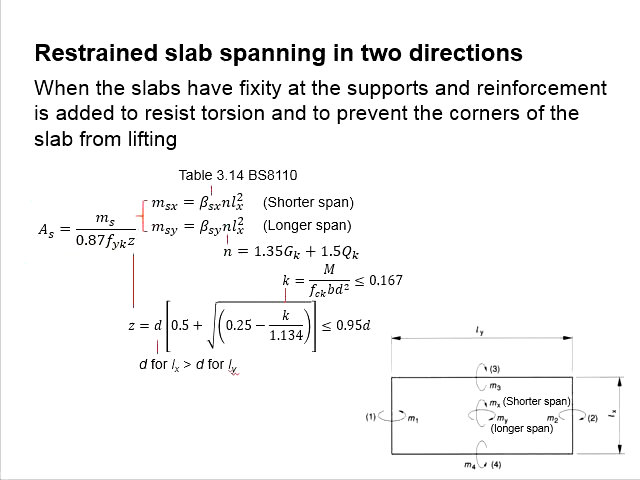 Restrained slab spanning in two directions
When the slabs have fixity at the supports and reinforcement
is added to resist torsion and to prevent the corners of the
slab from lifting
Table 3.14 BS8110
m_sx = β_sx n l_x^2 (Shorter span)
A_s = m_s / (0.87 f_yk z)
m_sy = β_sy n l_x^2 (Longer span)
n = 1.35G_k + 1.5Q_k
k = M / (f_ck b d^2) ≤ 0.167
z = d [0.5 + √(0.25 − k/1.134)] ≤ 0.95d
d for l_x > d for l_y
l_y
(3)
m_3
m_x (Shorter span)
(1) m_1 m_y m_2 (2) l_x
(longer span)
m_4 (4)